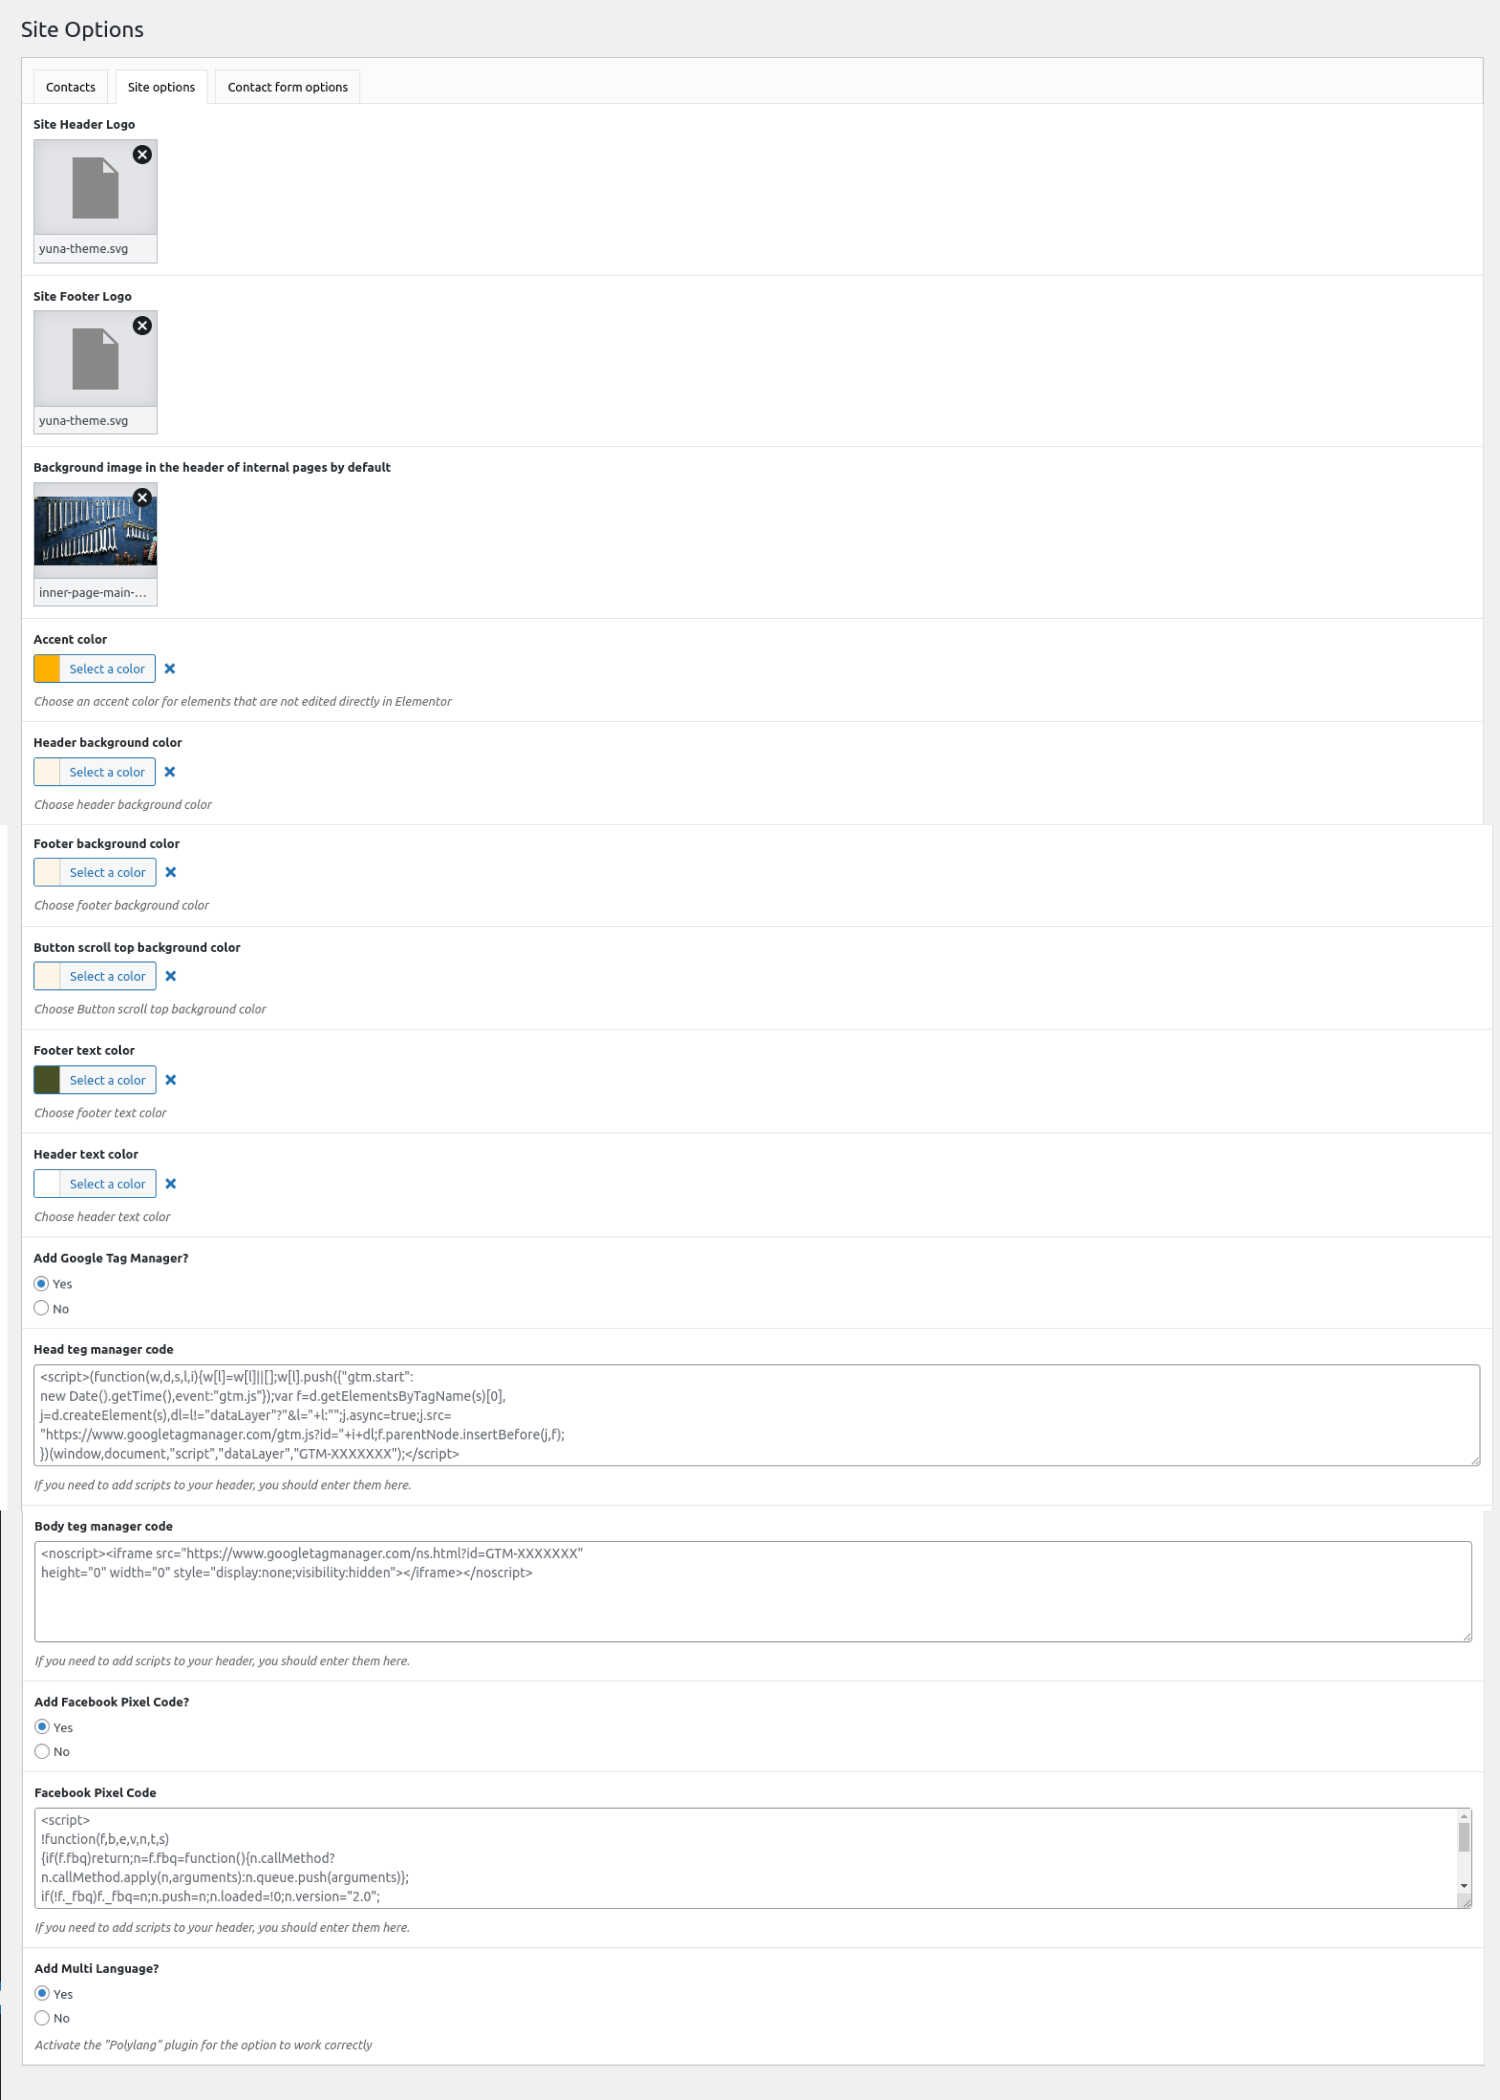 Site Options
Contacts
Site options
Contact form options
Site Header Logo
yuna-theme.svg
Site Footer Logo
yuna-theme.svg
Background image in the header of internal pages by default
inner-page-main-...
Accent color
Select a color
Choose an accent color for elements that are not edited directly in Elementor
Header background color
Select a color
Choose header background color
Footer background color
Select a color
Choose footer background color
Button scroll top background color
Select a color
Choose Button scroll top background color
Footer text color
Select a color
Choose footer text color
Header text color
Select a color
Choose header text color
Add Google Tag Manager?
Yes
No
Head teg manager code
<script>(function(w,d,s,l,i){w[l]=w[l]||[];w[l].push({"gtm.start":
new Date().getTime(),event:"gtm.js"});var f=d.getElementsByTagName(s)[0],
j=d.createElement(s),dl=l!="dataLayer"?"&l="+l:"";j.async=true;j.src=
"https://www.googletagmanager.com/gtm.js?id="+i+dl;f.parentNode.insertBefore(j,f);
})(window,document,"script","dataLayer","GTM-XXXXXXX");</script>
If you need to add scripts to your header, you should enter them here.
Body teg manager code
<noscript><iframe src="https://www.googletagmanager.com/ns.html?id=GTM-XXXXXXX"
height="0" width="0" style="display:none;visibility:hidden"></iframe></noscript>
If you need to add scripts to your header, you should enter them here.
Add Facebook Pixel Code?
Yes
No
Facebook Pixel Code
<script>
!function(f,b,e,v,n,t,s)
{if(f.fbq)return;n=f.fbq=function(){n.callMethod?
n.callMethod.apply(n,arguments):n.queue.push(arguments)};
if(!f._fbq)f._fbq=n;n.push=n;n.loaded=!0;n.version="2.0";
If you need to add scripts to your header, you should enter them here.
Add Multi Language?
Yes
No
Activate the "Polylang" plugin for the option to work correctly